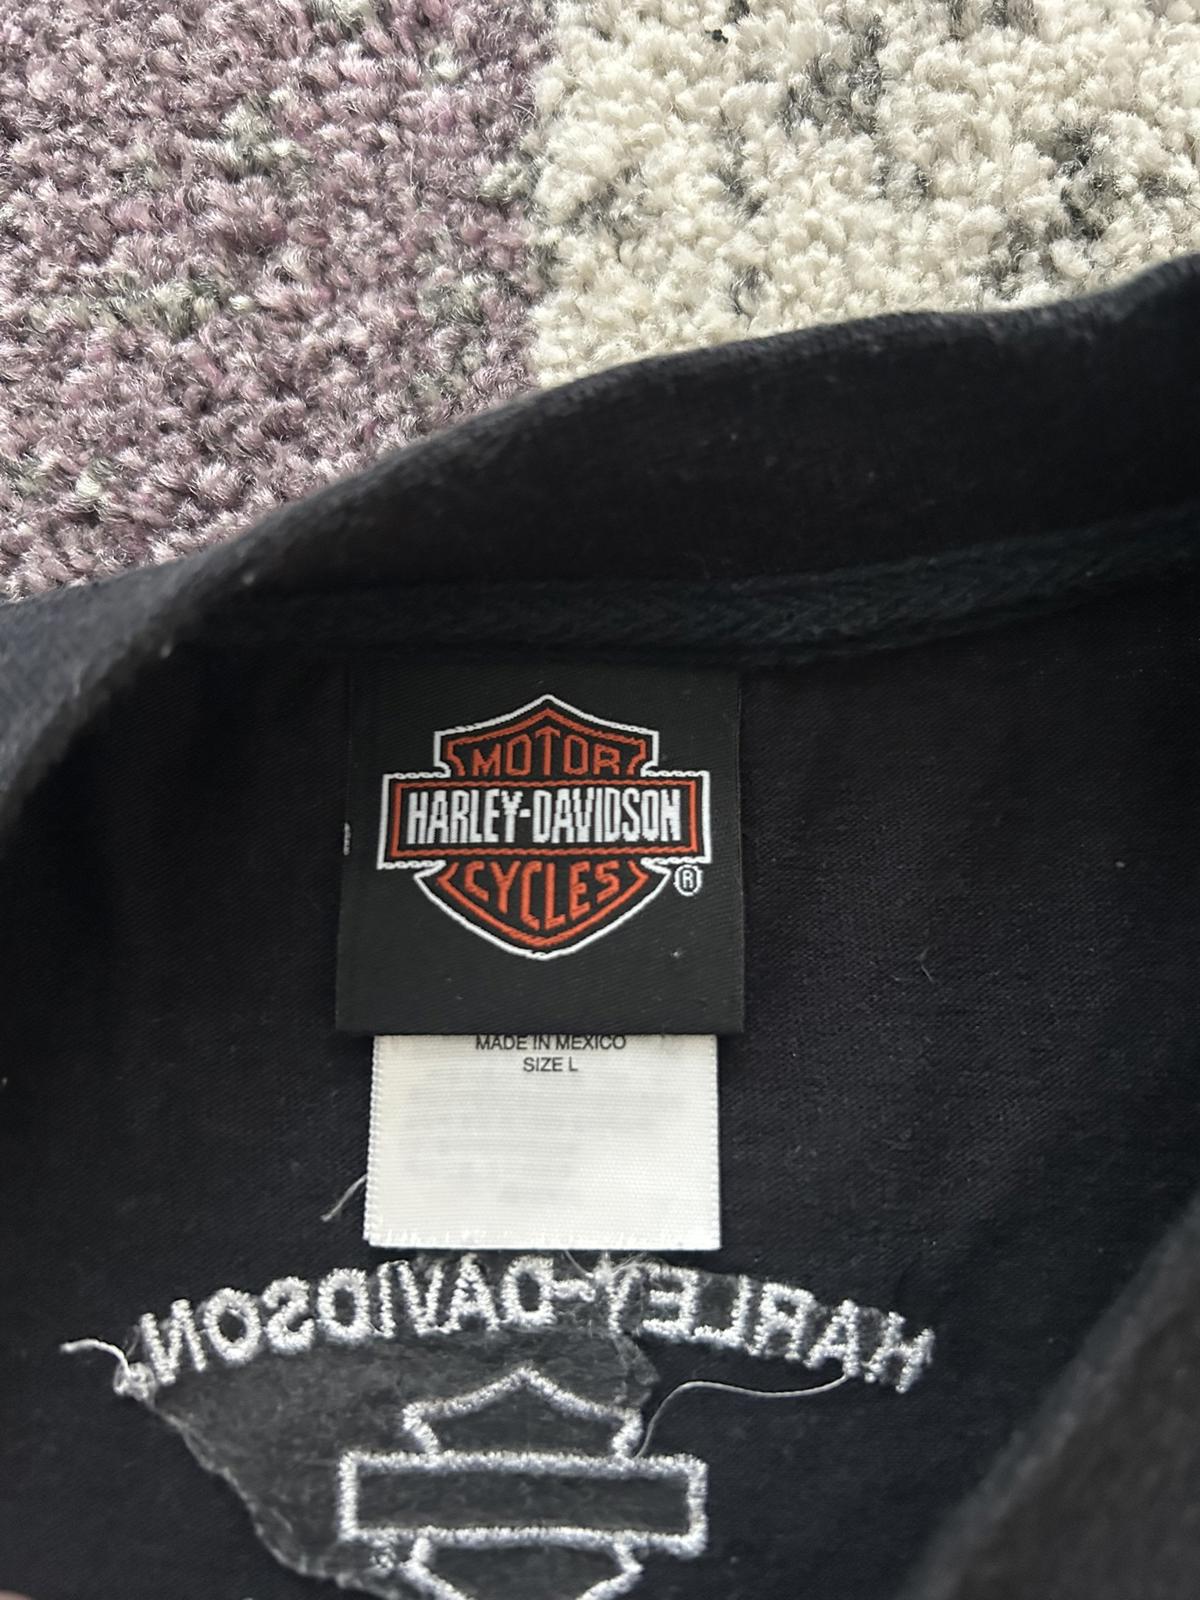 MOTOR
HARLEY-DAVIDSON
CYCLES
®
MADE IN MEXICO
SIZE L
HARLEY-DAVIDSON